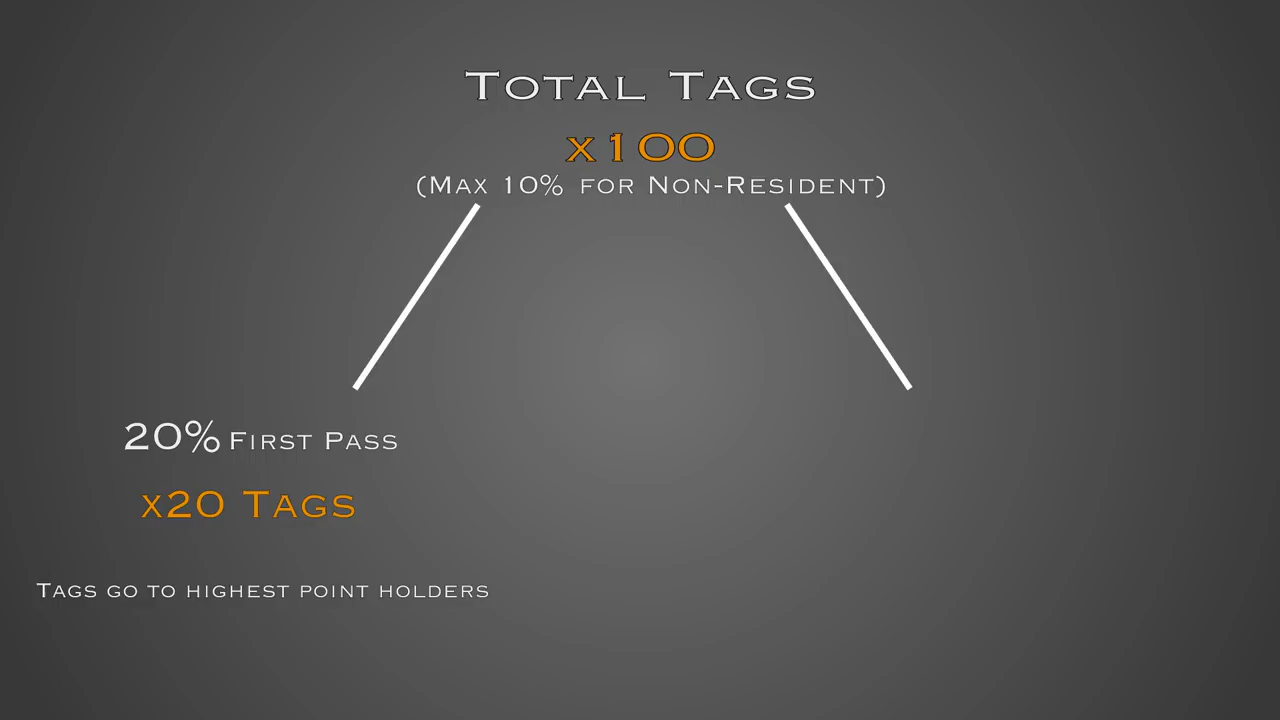 Total Tags
x100
(Max 10% for Non-Resident)
20% First Pass
x20 Tags
Tags go to highest point holders